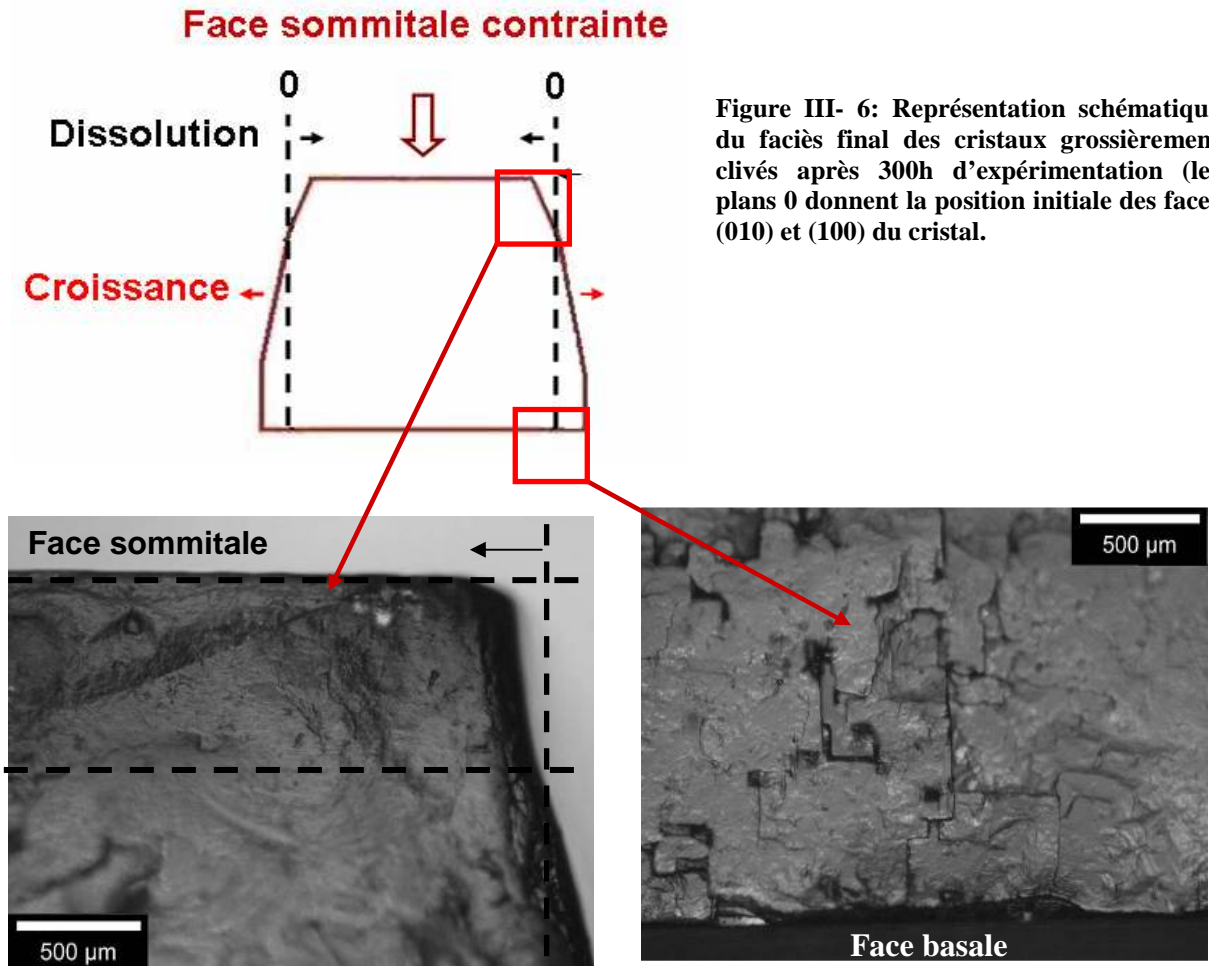 Face sommitale contrainte
0 0
Dissolution
Croissance
Figure III- 6: Représentation schématiqu
du faciès final des cristaux grossièremen
clivés après 300h d’expérimentation (le
plans 0 donnent la position initiale des face
(010) et (100) du cristal.
Face sommitale
500 µm
500 µm
Face basale